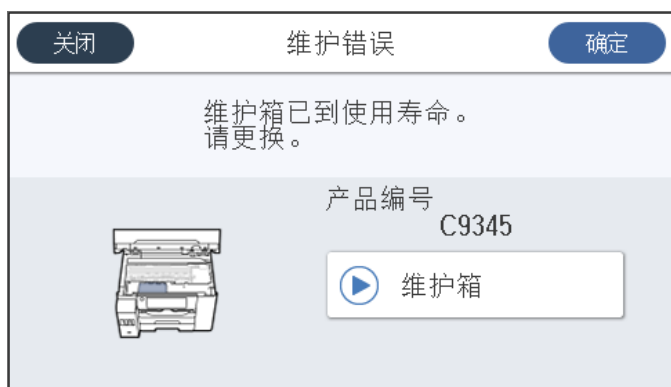 关闭
维护错误
确定
维护箱已到使用寿命。
请更换。
产品编号
C9345
维护箱